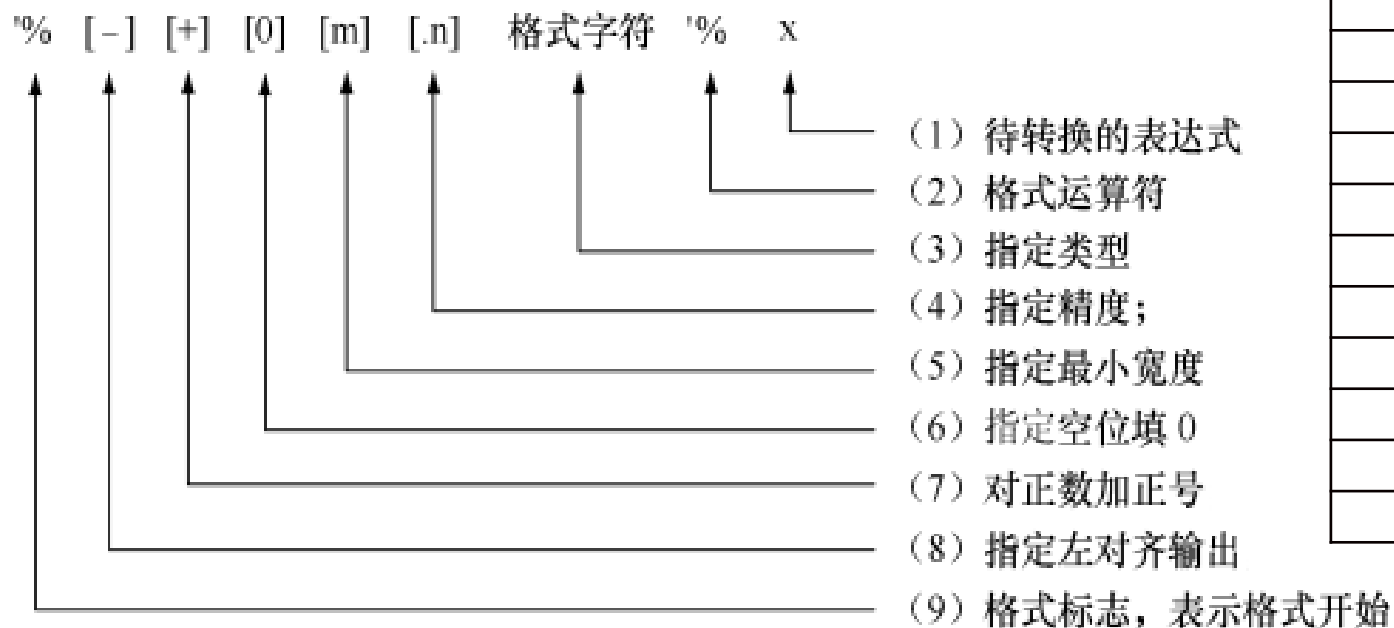 '% [-] [+] [0] [m] [.n] 格式字符 '% x
（1）待转换的表达式
（2）格式运算符
（3）指定类型
（4）指定精度；
（5）指定最小宽度
（6）指定空位填 0
（7）对正数加正号
（8）指定左对齐输出
（9）格式标志，表示格式开始